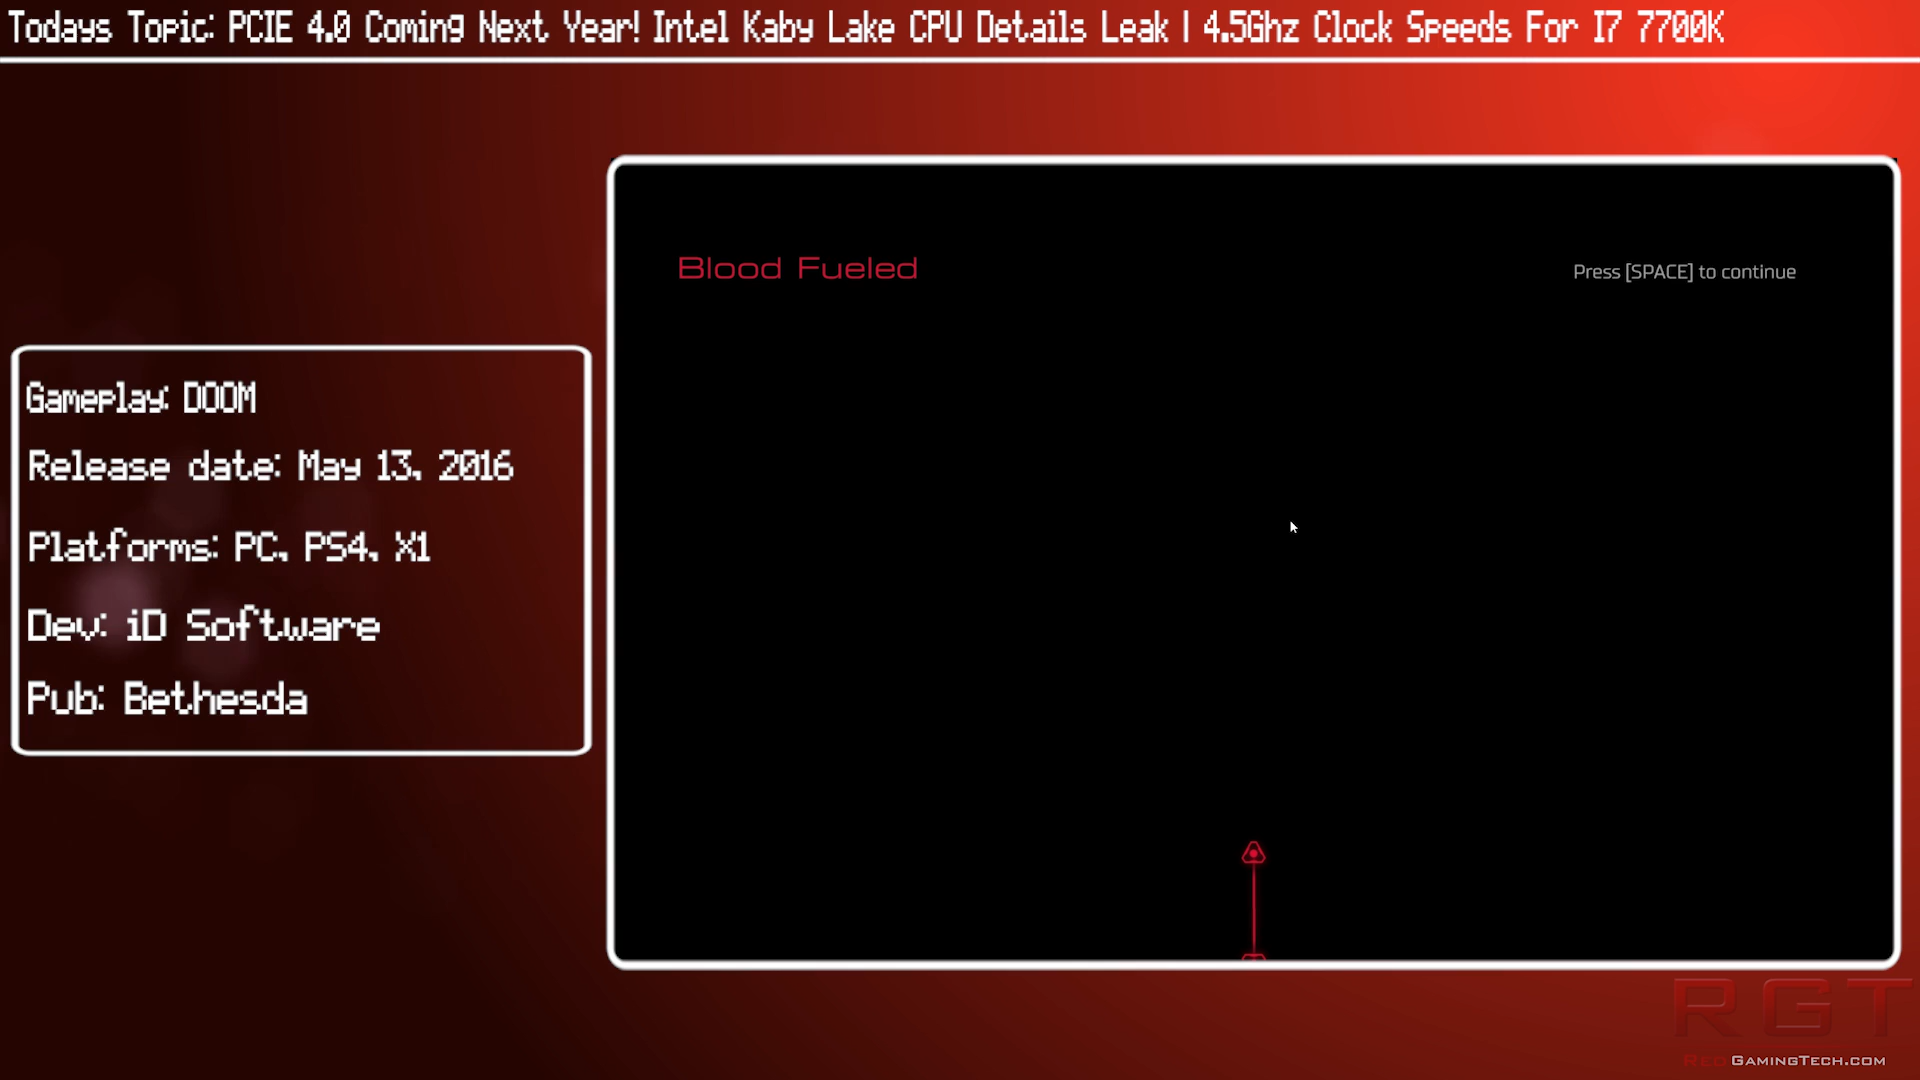 Todays Topic: PCIE 4.0 Coming Next Year! Intel Kaby Lake CPU Details Leak | 4.5Ghz Clock Speeds For I7 7700K
Blood Fueled
Press [SPACE] to continue
Gameplay: DOOM
Release date: May 13, 2016
Platforms: PC, PS4, X1
Dev: iD Software
Pub: Bethesda
RGT
RedGamingTech.com